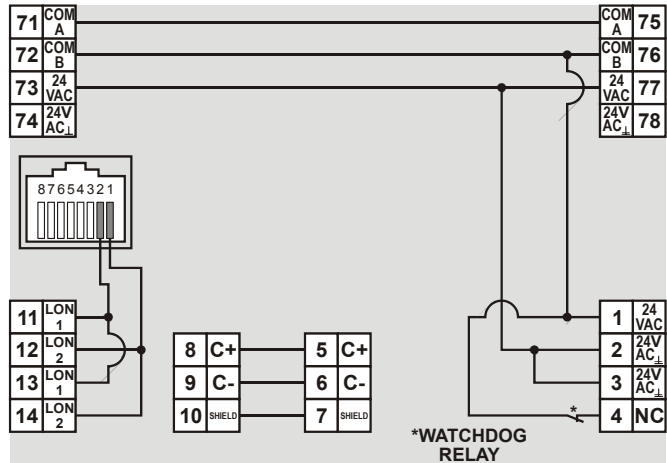 71 COM A
COM A 75
72 COM B
COM B 76
73 24 VAC
24 VAC 77
74 24V AC⊥
24V AC⊥ 78
87654321
11 LON 1
12 LON 2
13 LON 1
14 LON 2
8 C+
5 C+
9 C-
6 C-
10 SHIELD
7 SHIELD
1 24 VAC
2 24V AC⊥
3 24V AC⊥
4 NC
*
*WATCHDOG
RELAY